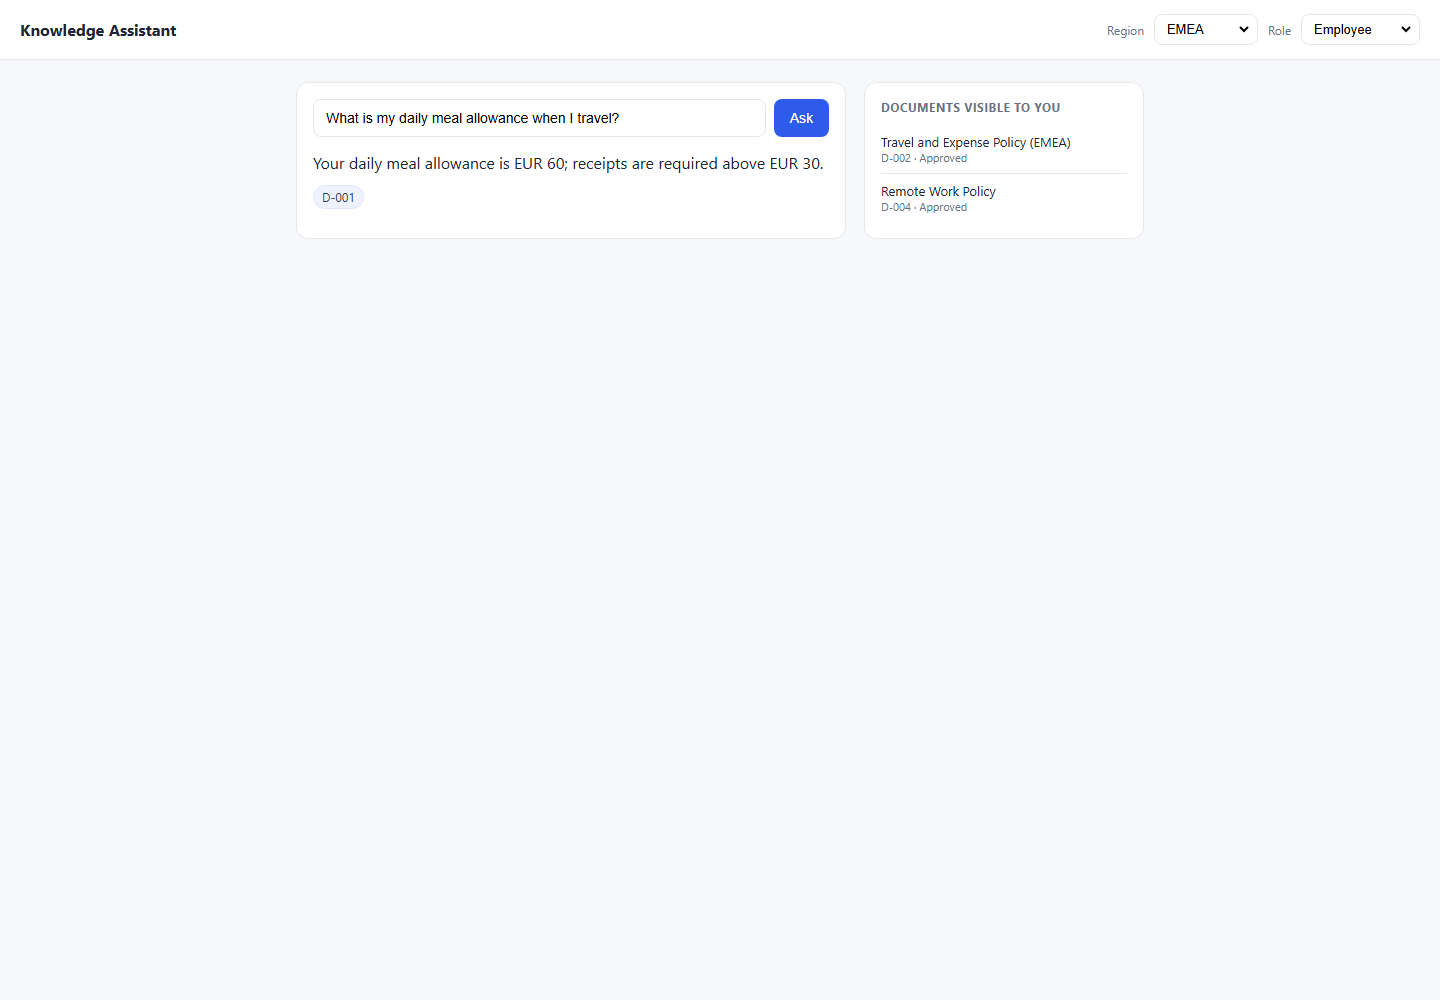 Knowledge Assistant
Region
EMEA
Role
Employee
What is my daily meal allowance when I travel?
Ask
Your daily meal allowance is EUR 60; receipts are required above EUR 30.
D-001
DOCUMENTS VISIBLE TO YOU
Travel and Expense Policy (EMEA)
D-002 · Approved
Remote Work Policy
D-004 · Approved